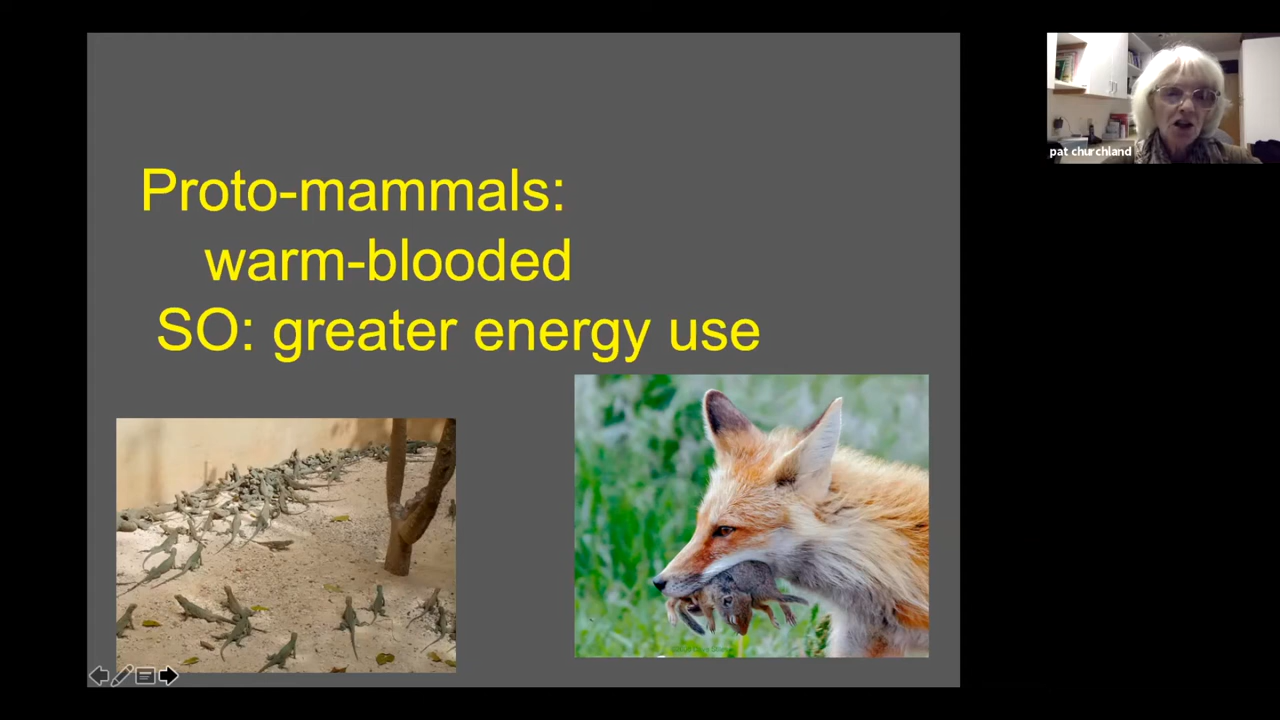 Proto-mammals:
warm-blooded
SO: greater energy use
pat churchland